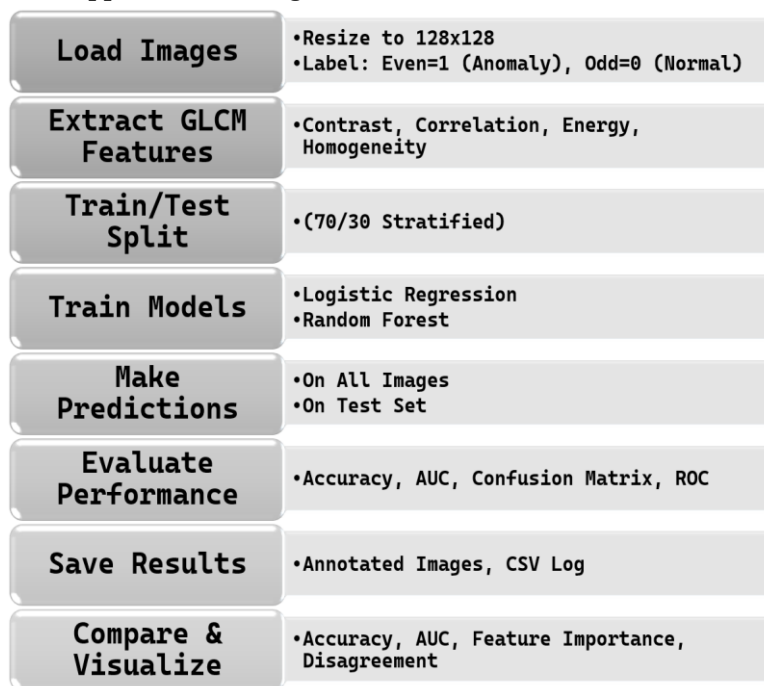 Load Images
•Resize to 128x128
•Label: Even=1 (Anomaly), Odd=0 (Normal)
Extract GLCM
Features
•Contrast, Correlation, Energy,
Homogeneity
Train/Test
Split
•(70/30 Stratified)
Train Models
•Logistic Regression
•Random Forest
Make
Predictions
•On All Images
•On Test Set
Evaluate
Performance
•Accuracy, AUC, Confusion Matrix, ROC
Save Results
•Annotated Images, CSV Log
Compare &
Visualize
•Accuracy, AUC, Feature Importance,
Disagreement